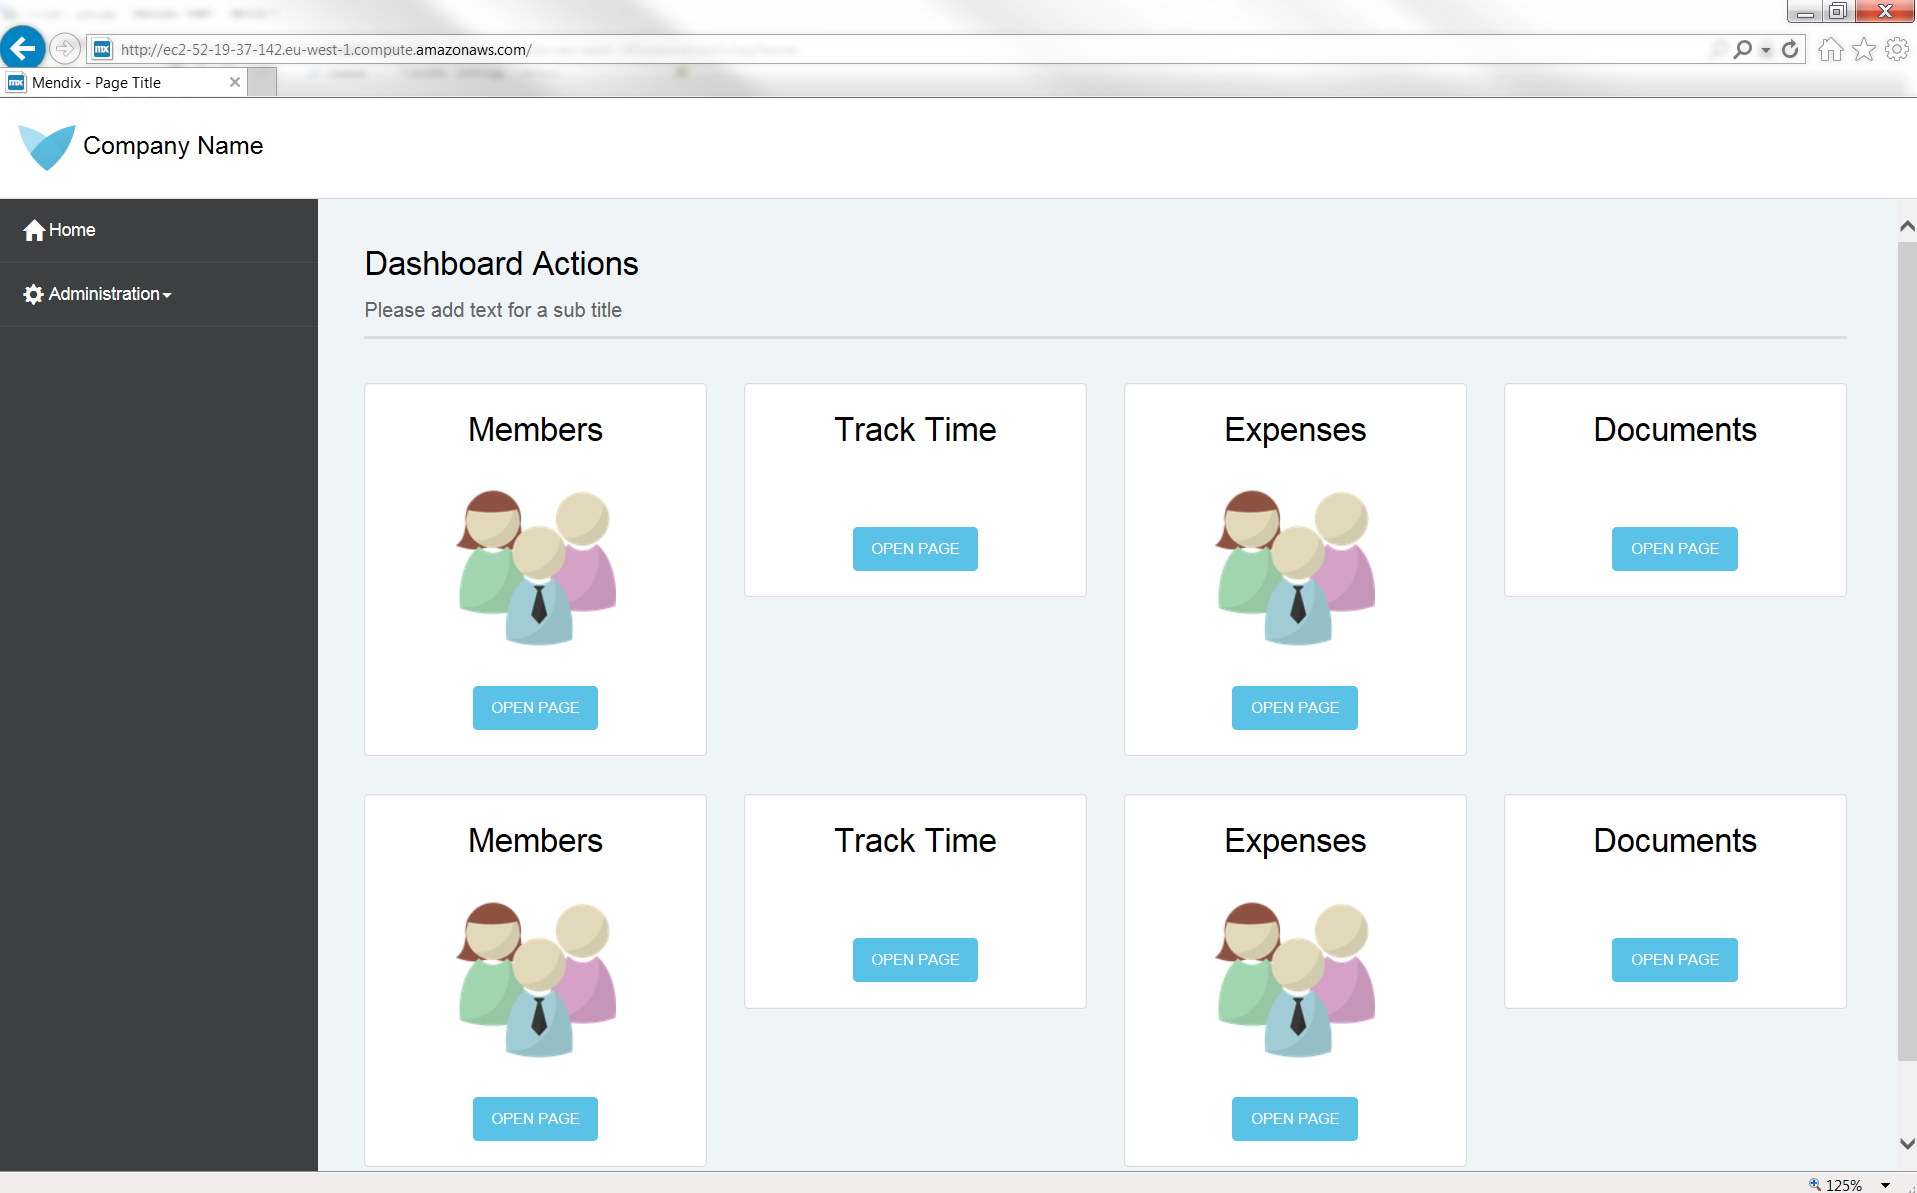 http://ec2-52-19-37-142.eu-west-1.compute.amazonaws.com/
mx Mendix - Page Title
Company Name
Home
Administration
Dashboard Actions
Please add text for a sub title
Members Track Time Expenses Documents
OPEN PAGE OPEN PAGE
OPEN PAGE OPEN PAGE
Members Track Time Expenses Documents
OPEN PAGE OPEN PAGE
OPEN PAGE OPEN PAGE
125%